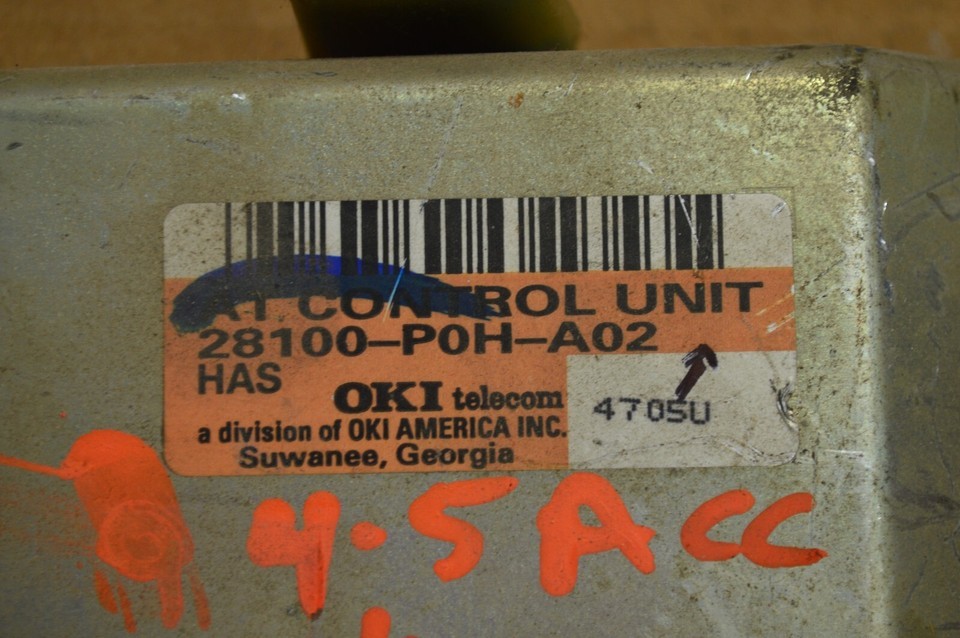 A-T CONTROL UNIT
28100-P0H-A02
HAS
OKI telecom
4705U
a division of OKI AMERICA INC.
Suwanee, Georgia
4.5 ACC